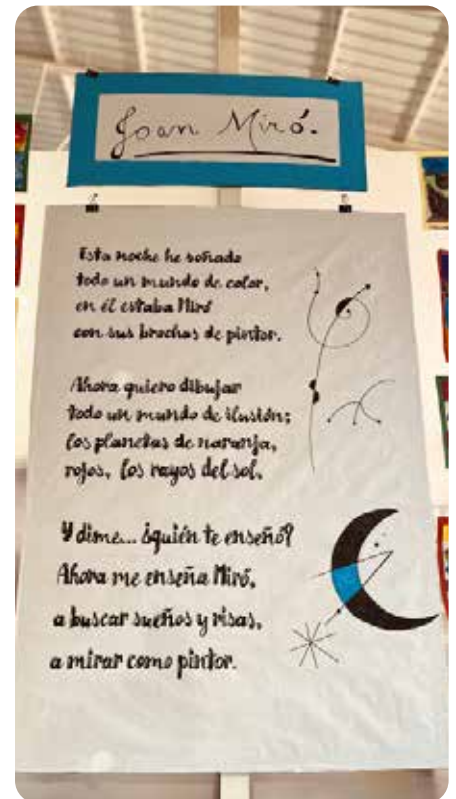 Joan Miró.
Esta noche he soñado
todo un mundo de color,
en él estaba Miró
con sus brochas de pintor.
Ahora quiero dibujar
todo un mundo de ilusión;
los planetas de naranja,
rojos, los rayos del sol.
Y dime... ¿quién te enseñó?
Ahora me enseña Miró,
a buscar sueños y risas,
a mirar como pintor.